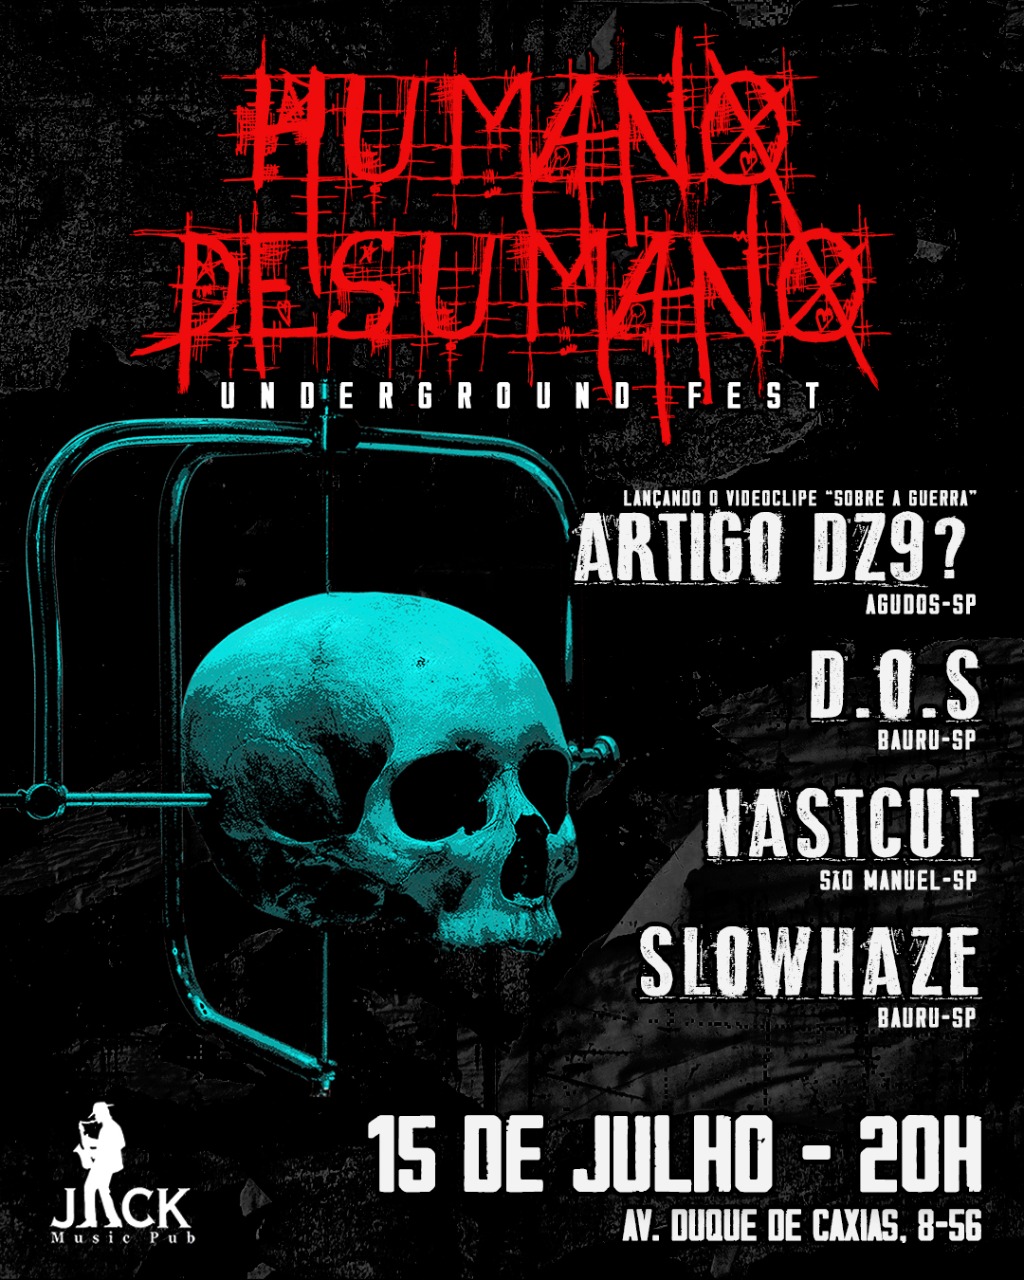 HUMANO
DESUMANO
UNDERGROUND FEST
LANÇANDO O VIDEOCLIPE "SOBRE A GUERRA"
ARTIGO DZ9?
AGUDOS-SP
D.O.S
BAURU-SP
NASTCUT
SÃO MANUEL-SP
SLOWHAZE
BAURU-SP
15 DE JULHO - 20H
AV. DUQUE DE CAXIAS, 8-56
JACK
Music Pub